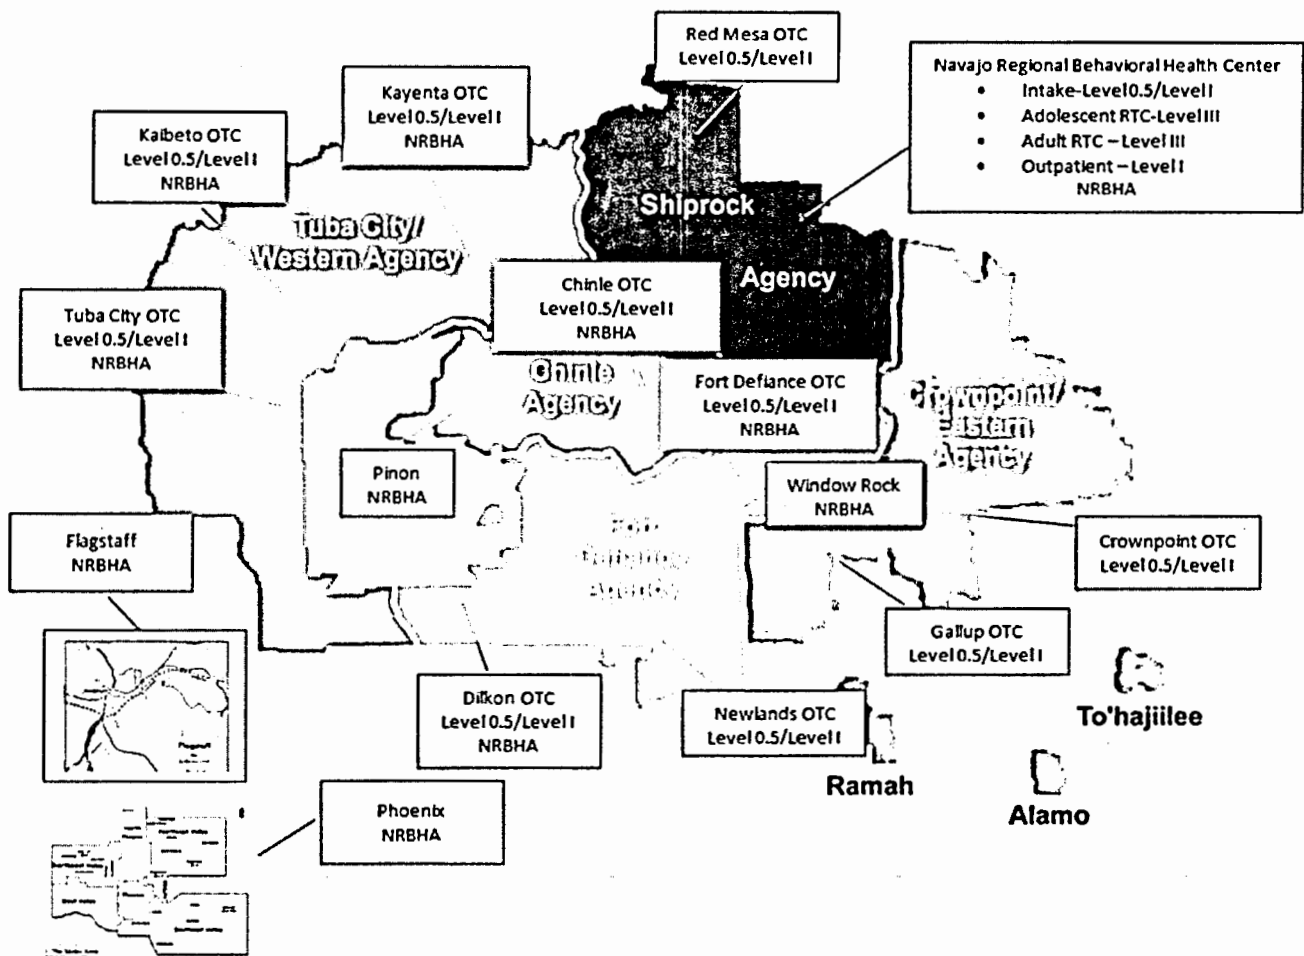 Red Mesa OTC
Level 0.5/Level I
Navajo Regional Behavioral Health Center
• Intake-Level 0.5/Level I
• Adolescent RTC-Level III
• Adult RTC – Level III
• Outpatient – Level I
NRBHA
Kayenta OTC
Level 0.5/Level I
NRBHA
Kaibeto OTC
Level 0.5/Level I
NRBHA
Shiprock
Agency
Tuba City/
Western Agency
Chinle OTC
Level 0.5/Level I
NRBHA
Tuba City OTC
Level 0.5/Level I
NRBHA
Chinle
Agency
Fort Defiance OTC
Level 0.5/Level I
NRBHA
Crownpoint/
Eastern
Agency
Pinon
NRBHA
Window Rock
NRBHA
Flagstaff
NRBHA
Fort
Defiance
Agency
Crownpoint OTC
Level 0.5/Level I
Gallup OTC
Level 0.5/Level I
Dilkon OTC
Level 0.5/Level I
NRBHA
Newlands OTC
Level 0.5/Level I
To'hajiilee
Ramah
Alamo
Phoenix
NRBHA